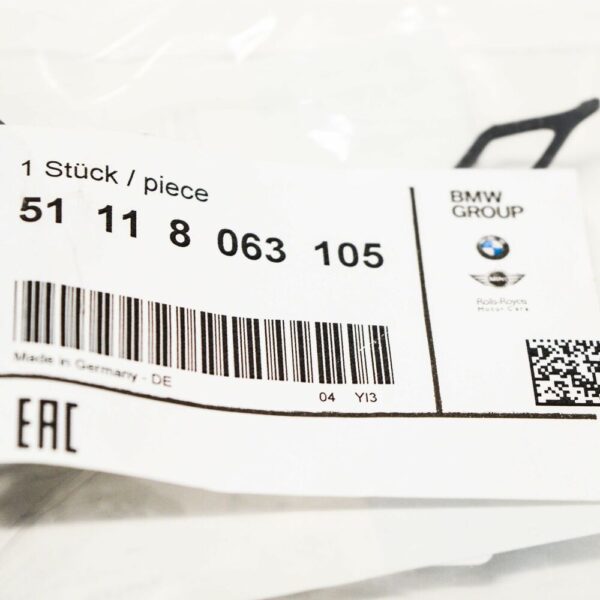 1 Stück / piece
51 11 8 063 105
BMW
GROUP
MINI
Rolls-Royce
Motor Cars
Made in Germany - DE
04 YI3
EAC